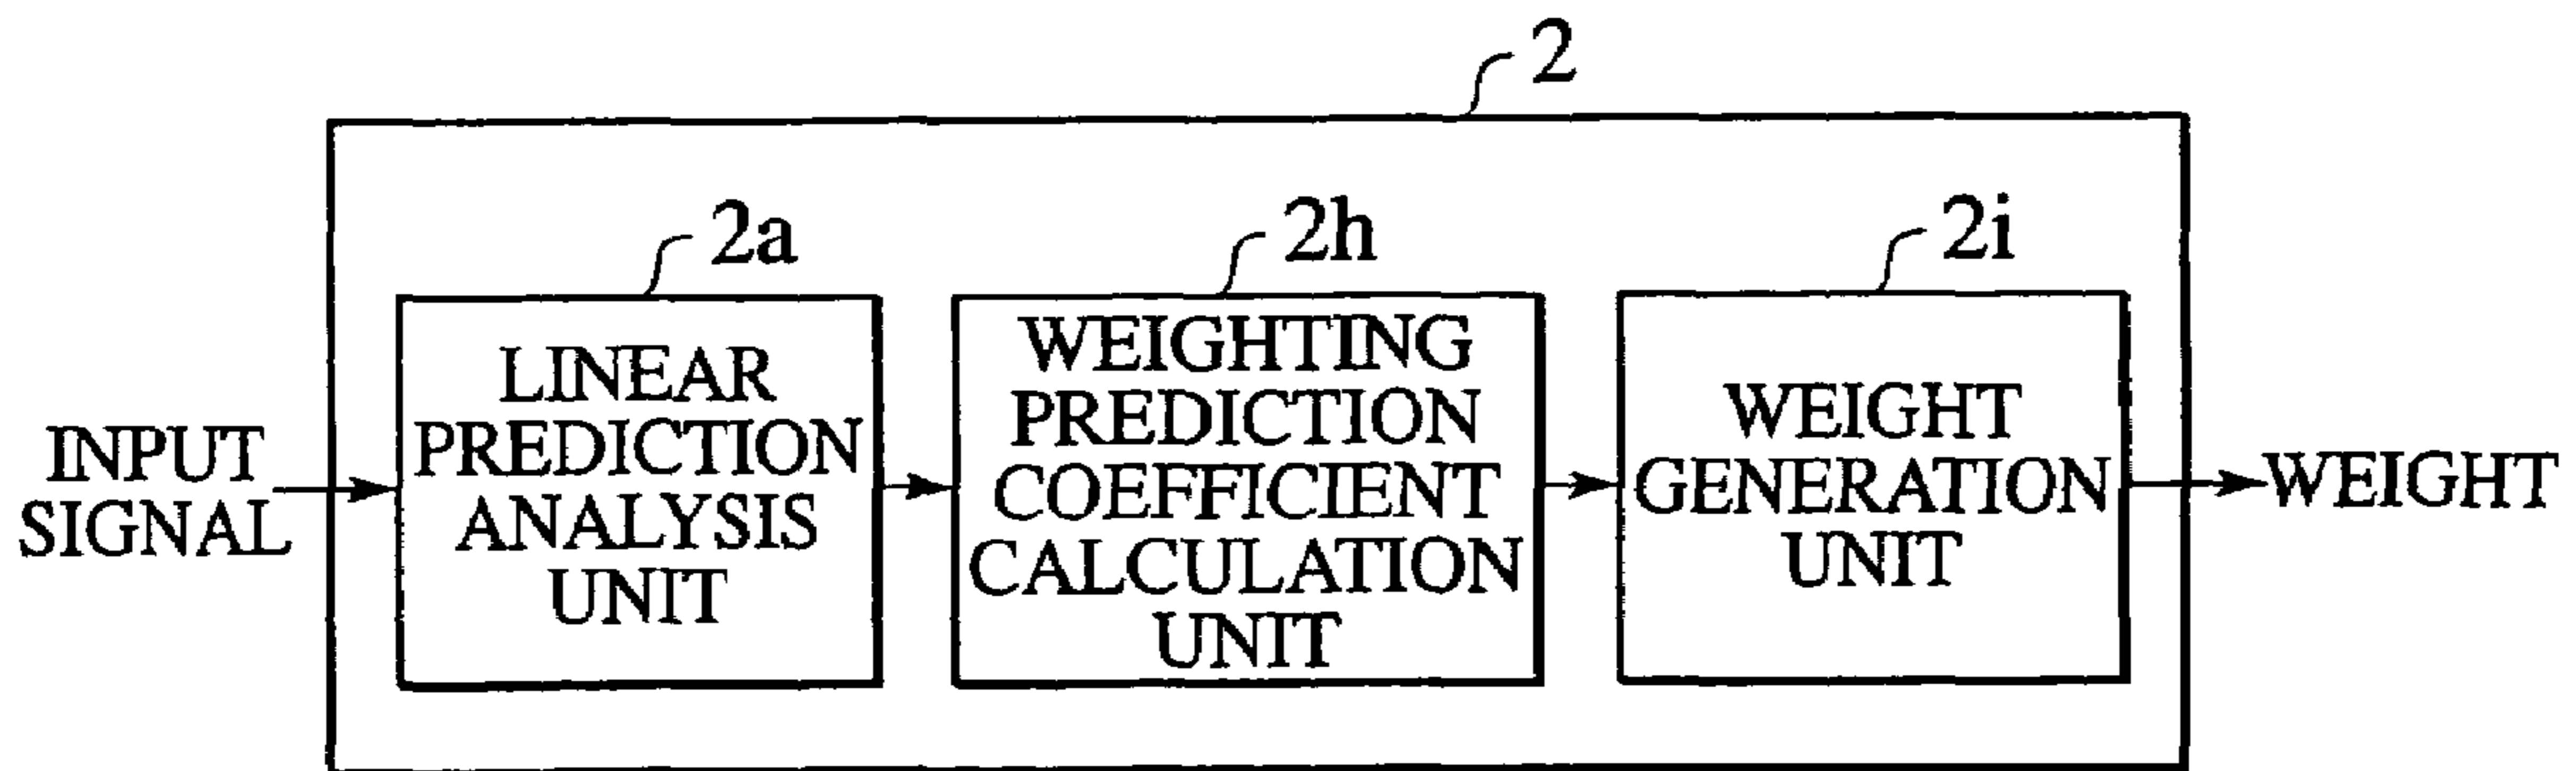 2
2a
2h
2i
INPUT
SIGNAL
LINEAR
PREDICTION
ANALYSIS
UNIT
WEIGHTING
PREDICTION
COEFFICIENT
CALCULATION
UNIT
WEIGHT
GENERATION
UNIT
WEIGHT